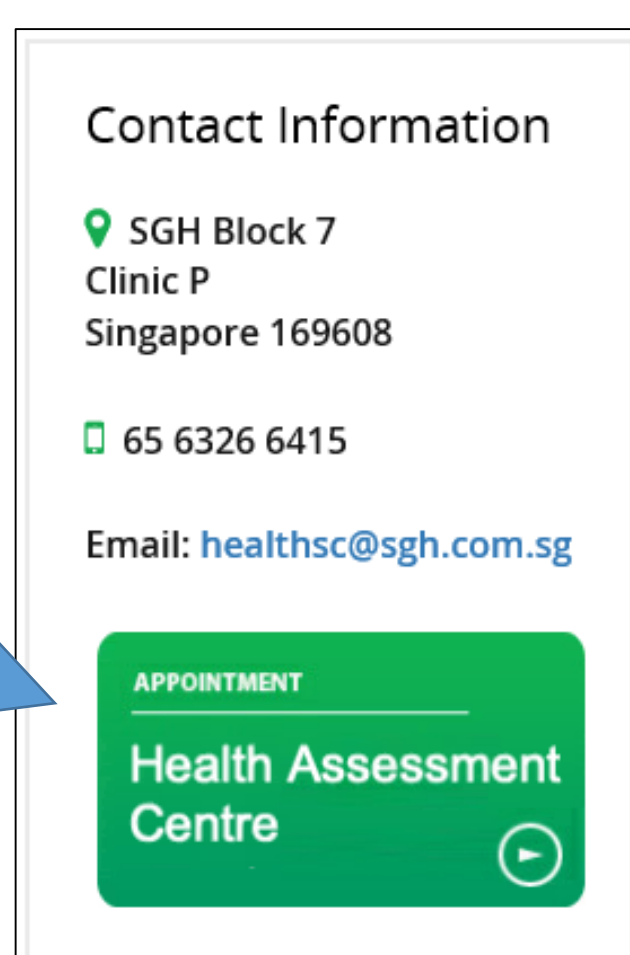 Contact Information
SGH Block 7
Clinic P
Singapore 169608
65 6326 6415
Email: healthsc@sgh.com.sg
APPOINTMENT
Health Assessment
Centre